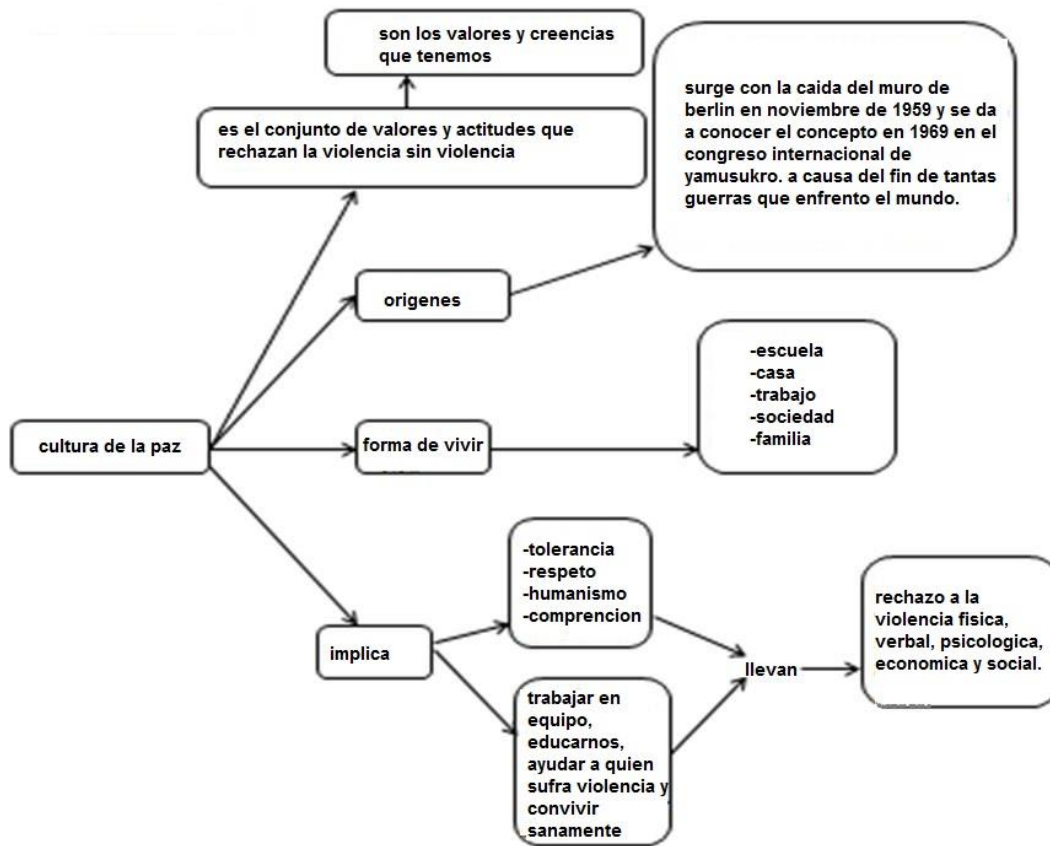 son los valores y creencias
que tenemos
es el conjunto de valores y actitudes que
rechazan la violencia sin violencia
surge con la caida del muro de
berlin en noviembre de 1959 y se da
a conocer el concepto en 1969 en el
congreso internacional de
yamusukro. a causa del fin de tantas
guerras que enfrento el mundo.
origenes
-escuela
-casa
-trabajo
-sociedad
-familia
cultura de la paz
forma de vivir
-tolerancia
-respeto
-humanismo
-comprencion
implica
trabajar en
equipo,
educarnos,
ayudar a quien
sufra violencia y
convivir
sanamente
llevan
rechazo a la
violencia fisica,
verbal, psicologica,
economica y social.